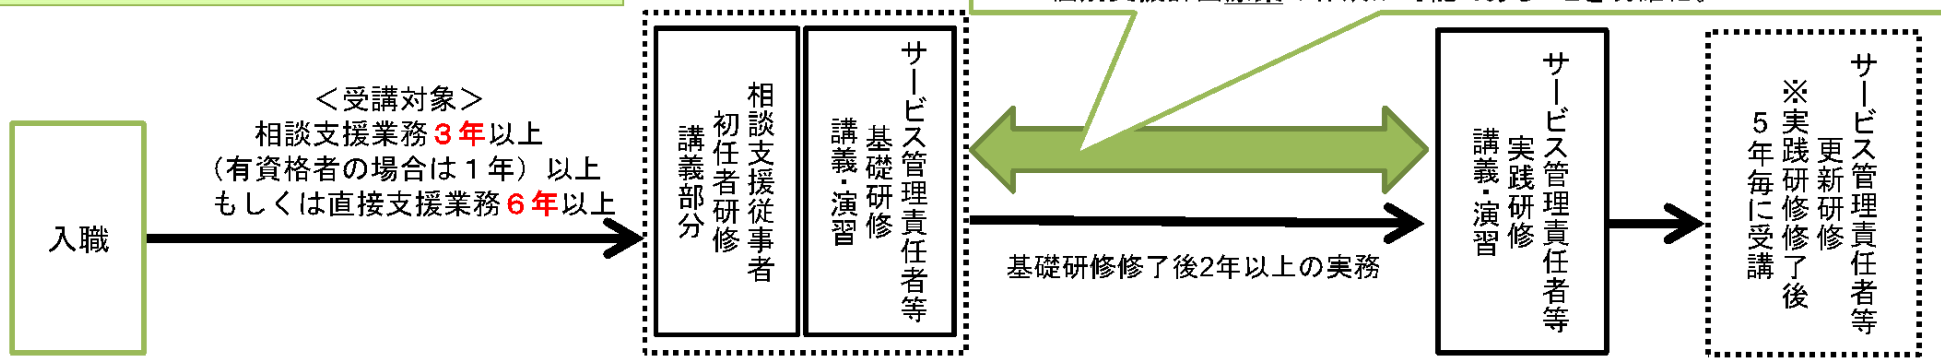 入職
＜受講対象＞
相談支援業務３年以上
（有資格者の場合は１年）以上
もしくは直接支援業務６年以上
相談支援従事者
初任者研修
講義部分
サービス管理責任者等
基礎研修
講義・演習
基礎研修修了後2年以上の実務
サービス管理責任者等
実践研修
講義・演習
サービス管理責任者等
更新研修
※実践研修修了後
５年毎に受講